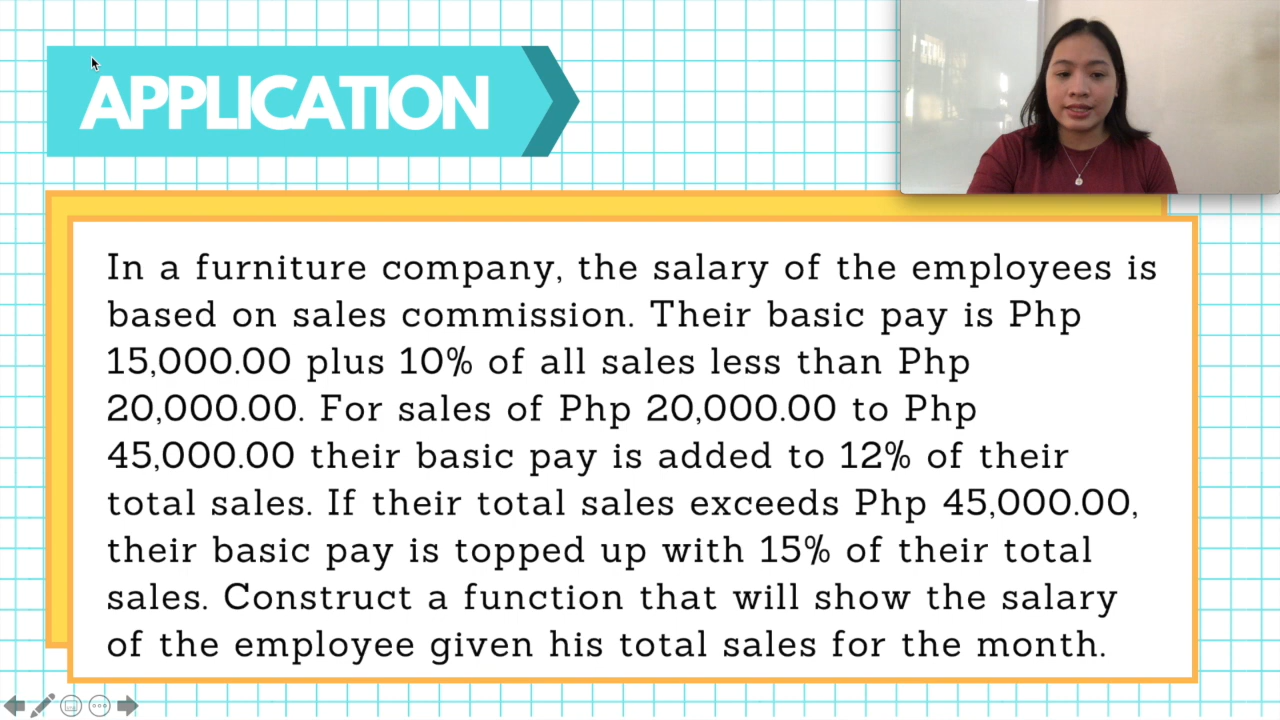 APPLICATION
In a furniture company, the salary of the employees is
based on sales commission. Their basic pay is Php
15,000.00 plus 10% of all sales less than Php
20,000.00. For sales of Php 20,000.00 to Php
45,000.00 their basic pay is added to 12% of their
total sales. If their total sales exceeds Php 45,000.00,
their basic pay is topped up with 15% of their total
sales. Construct a function that will show the salary
of the employee given his total sales for the month.